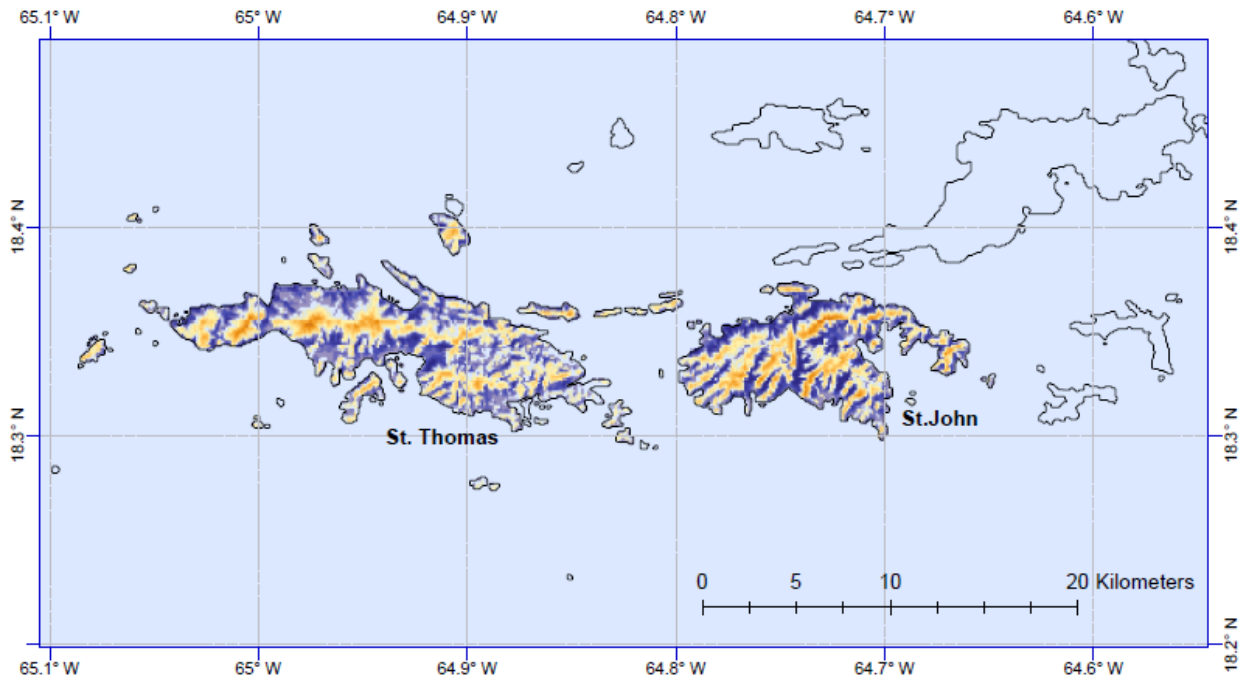 65.1° W 65° W 64.9° W 64.8° W 64.7° W 64.6° W
18.4° N 18.4° N
St.John
18.3° N 18.3° N
St. Thomas
0 5 10 20 Kilometers
18.2° N
65.1° W 65° W 64.9° W 64.8° W 64.7° W 64.6° W